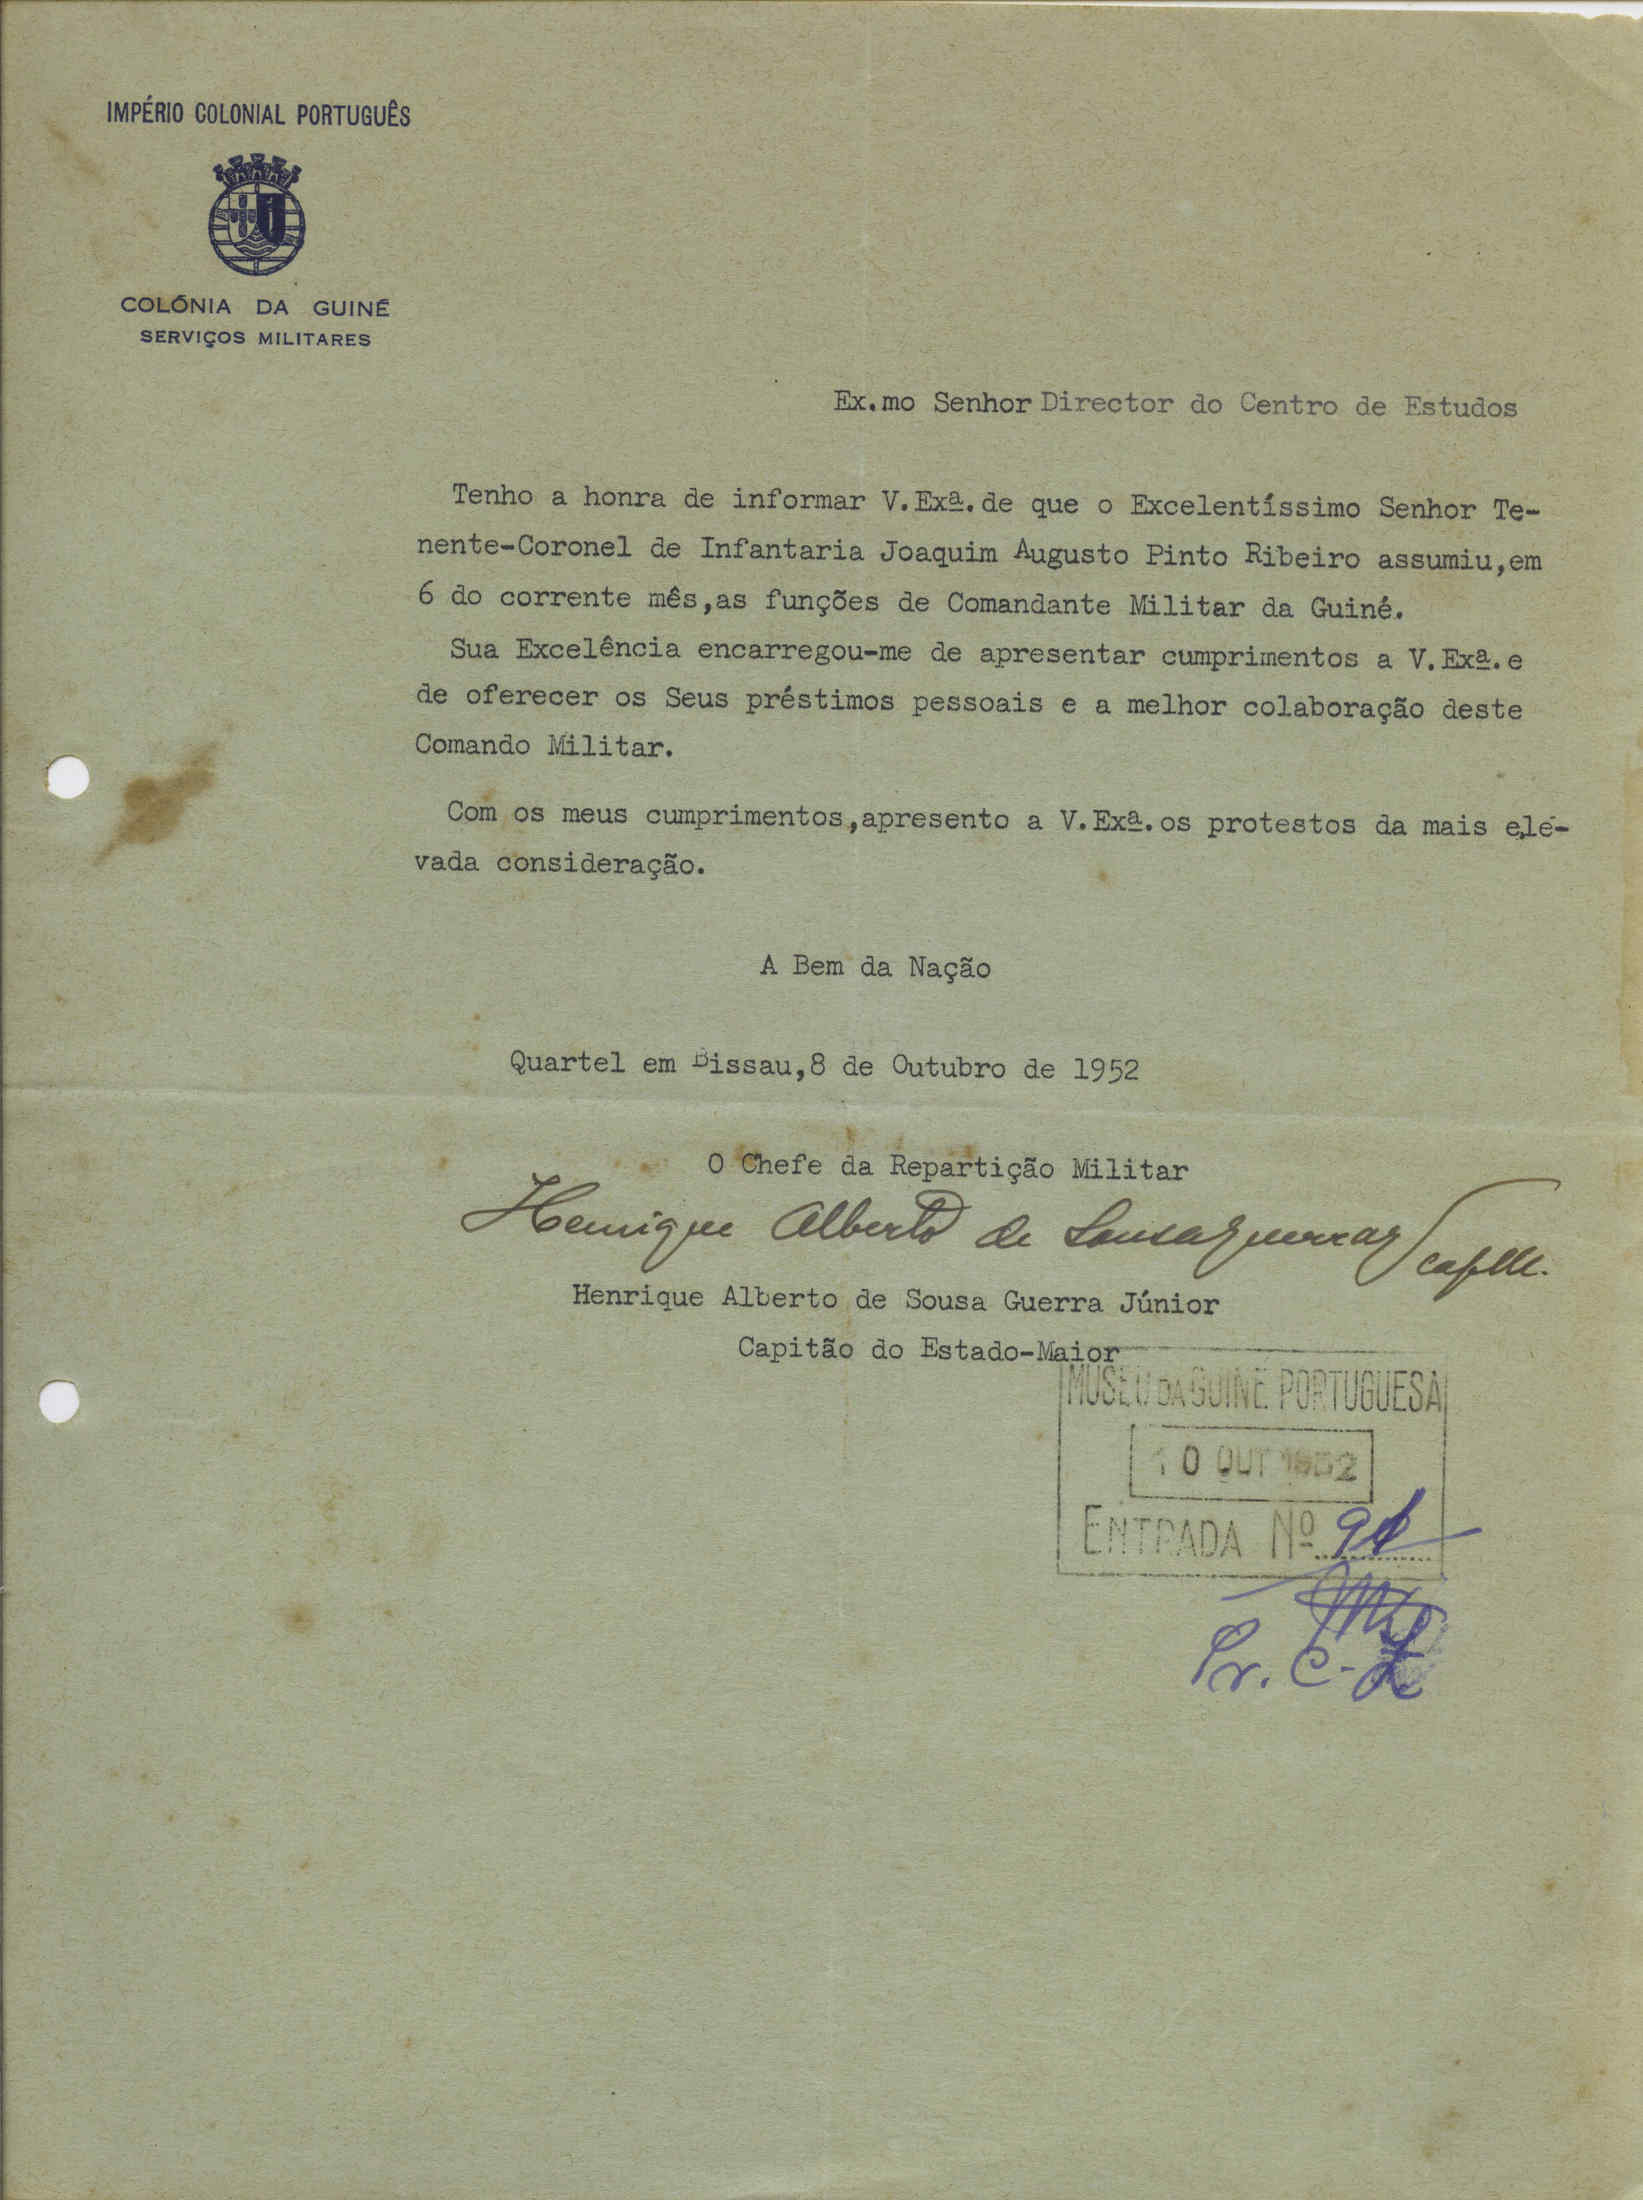 IMPÉRIO COLONIAL PORTUGUÊS
COLÓNIA DA GUINÉ
SERVIÇOS MILITARES
Ex.mo Senhor Director do Centro de Estudos
Tenho a honra de informar V.Exª.de que o Excelentíssimo Senhor Te-
nente-Coronel de Infantaria Joaquim Augusto Pinto Ribeiro assumiu,em
6 do corrente mês,as funções de Comandante Militar da Guiné.
Sua Excelência encarregou-me de apresentar cumprimentos a V.Exª.e
de oferecer os Seus préstimos pessoais e a melhor colaboração deste
Comando Militar.
Com os meus cumprimentos,apresento a V.Exª.os protestos da mais ele-
vada consideração.
A Bem da Nação
Quartel em Bissau,8 de Outubro de 1952
O Chefe da Repartição Militar
Henrique Alberto de Sousa Guerra
Henrique Alberto de Sousa Guerra Júnior
Capitão do Estado-Maior
MUSEU DA GUINÉ PORTUGUESA
10 OUT 1952
ENTRADA Nº
Pr. C-